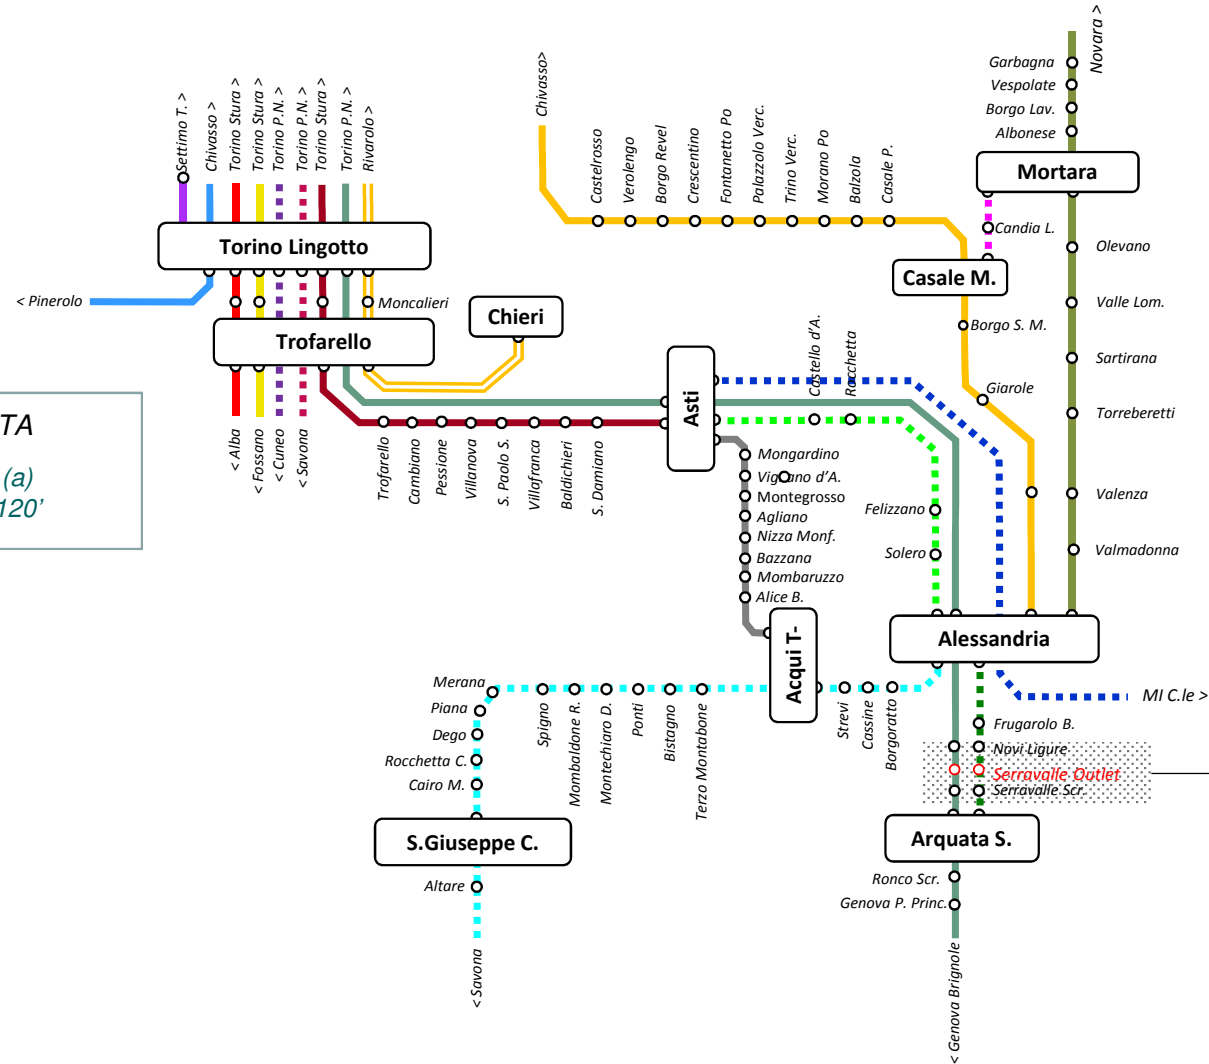 Novara >
Garbagna
Vespolate
Borgo Lav.
Albonese
Mortara
Settimo T. >
Chivasso >
Torino Stura >
Torino Stura >
Torino P.N. >
Torino P.N. >
Torino Stura >
Torino P.N. >
Rivarolo >
Chivasso>
Castelrosso
Verolengo
Borgo Revel
Crescentino
Fontanetto Po
Palazzolo Verc.
Trino Verc.
Morano Po
Balzola
Casale P.
Candia L.
Torino Lingotto
Olevano
Casale M.
< Pinerolo
Moncalieri
Chieri
Valle Lom.
Borgo S. M.
Trofarello
Sartirana
Castello d'A.
Rocchetta
Giarole
Asti
Torreberetti
TA
(a)
120'
< Alba
< Fossano
< Cuneo
< Savona
Trofarello
Cambiano
Pessione
Villanova
S. Paolo S.
Villafranca
Baldichieri
S. Damiano
Mongardino
Vigliano d'A.
Montegrosso
Agliano
Nizza Monf.
Bazzana
Mombaruzzo
Alice B.
Felizzano
Solero
Valenza
Valmadonna
Alessandria
Acqui T-
Merana
Piana
Dego
Rocchetta C.
Cairo M.
Spigno
Mombaldone R.
Montechiaro D.
Ponti
Bistagno
Terzo Montabone
Strevi
Cassine
Borgoratto
MI C.le >
Frugarolo B.
Novi Ligure
Serravalle Outlet
Serravalle Scr.
S.Giuseppe C.
Arquata S.
Altare
Ronco Scr.
Genova P. Princ.
< Savona
< Genova Brignole